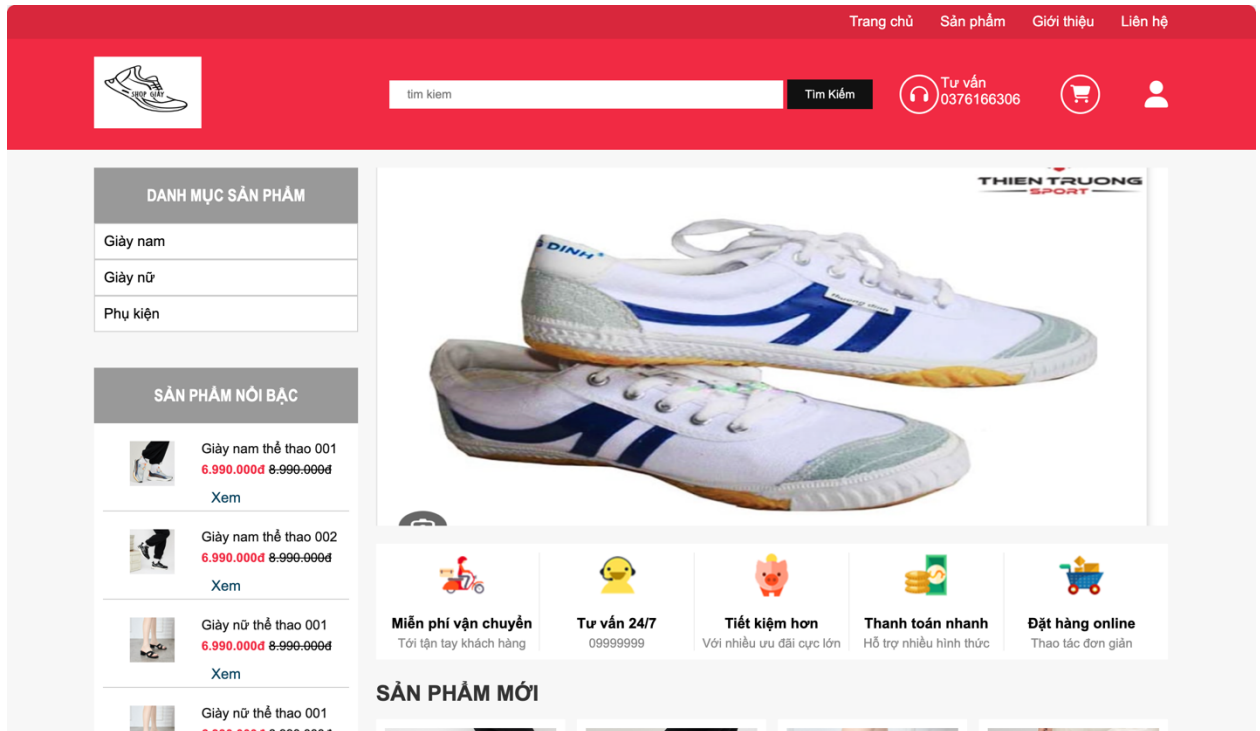 Trang chủ Sản phẩm Giới thiệu Liên hệ
SHOP GIÀY
tim kiem
Tìm Kiếm
Tư vấn
0376166306
DANH MỤC SẢN PHẨM
Giày nam
Giày nữ
Phụ kiện
SẢN PHẨM NỔI BẬC
Giày nam thể thao 001
6.990.000đ 8.990.000đ
Xem
Giày nam thể thao 002
6.990.000đ 8.990.000đ
Xem
Giày nữ thể thao 001
6.990.000đ 8.990.000đ
Xem
Giày nữ thể thao 001
THIEN TRUONG
SPORT
DINH
Thuong dinh
Miễn phí vận chuyển
Tới tận tay khách hàng
Tư vấn 24/7
09999999
Tiết kiệm hơn
Với nhiều ưu đãi cực lớn
Thanh toán nhanh
Hỗ trợ nhiều hình thức
Đặt hàng online
Thao tác đơn giản
SẢN PHẨM MỚI